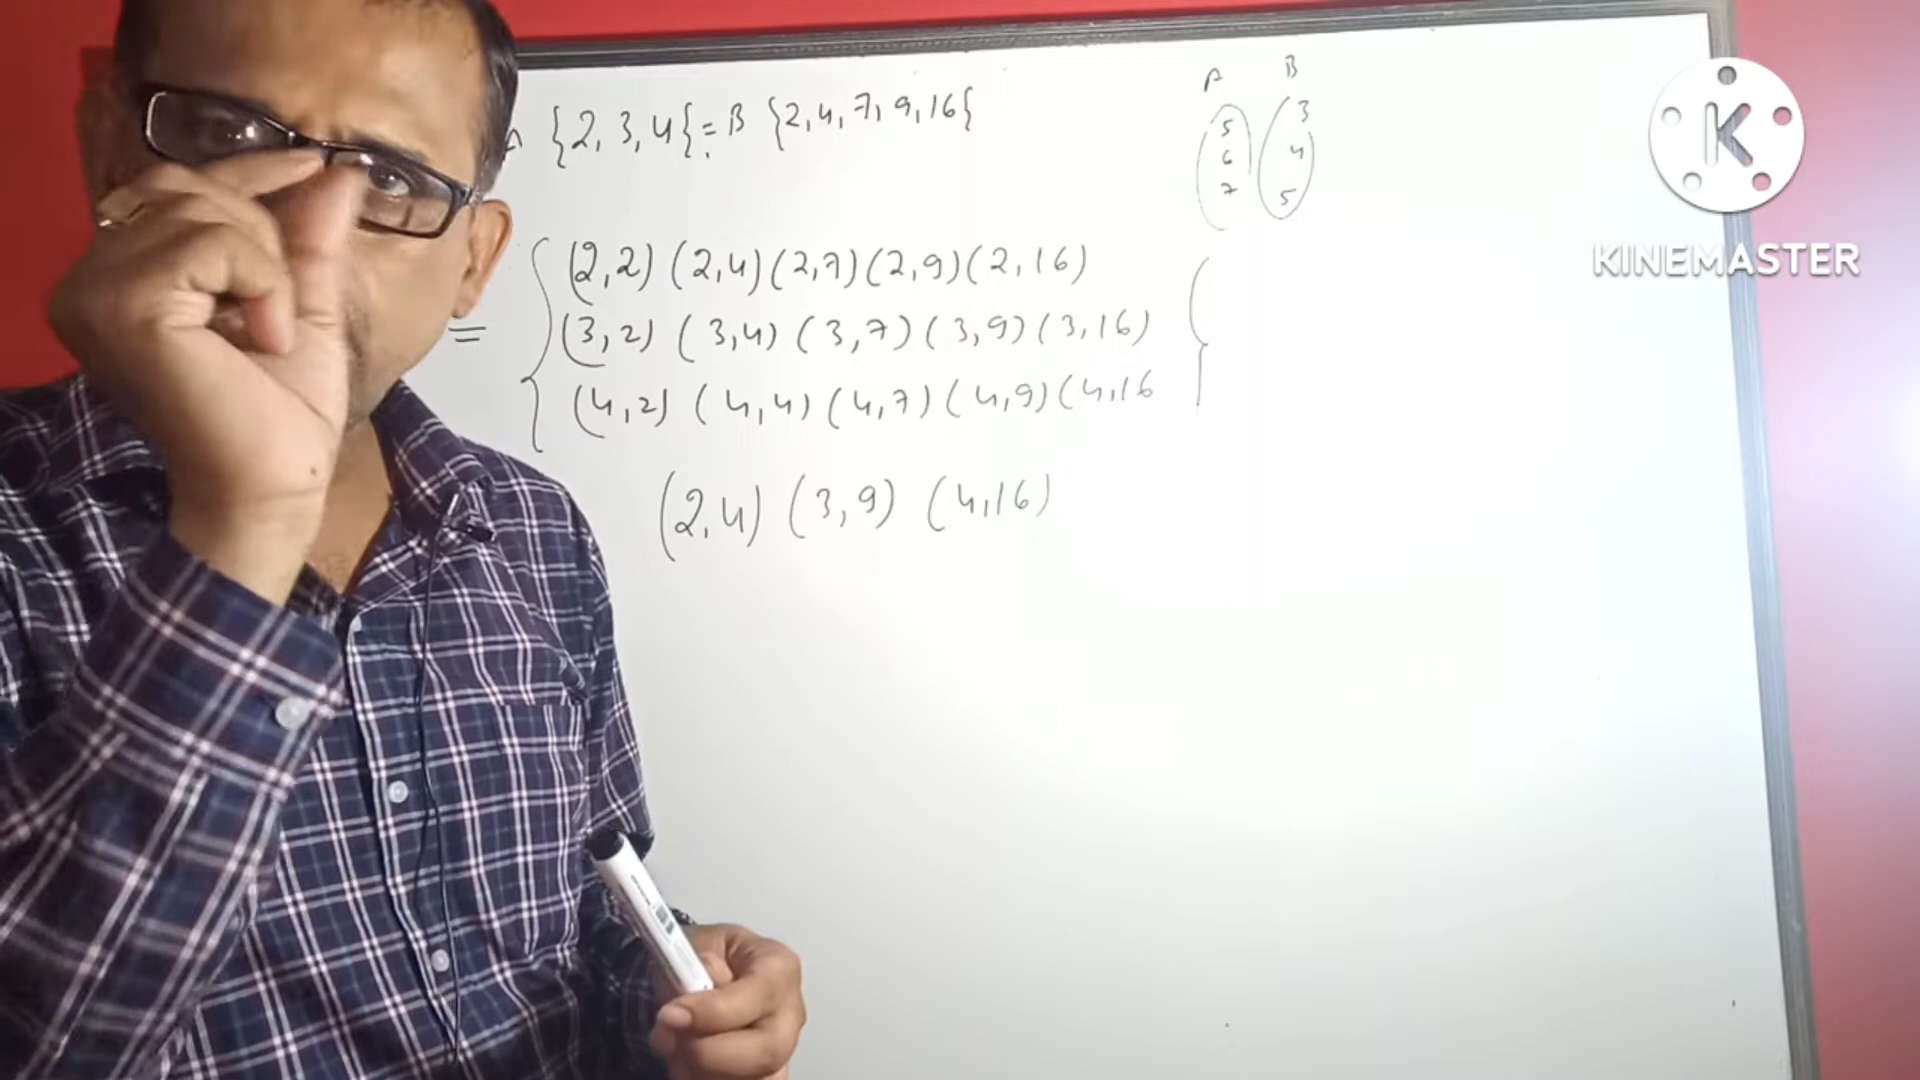 A {2, 3, 4{ = B {2, 4, 7, 9, 16{
A B
5 3
6 4
7 5
(2,2) (2,4) (2,7) (2,9) (2,16)
= (3,2) (3,4) (3,7) (3,9) (3,16)
(4,2) (4,4) (4,7) (4,9) (4,16
(2,4) (3,9) (4,16)
K
KINEMASTER